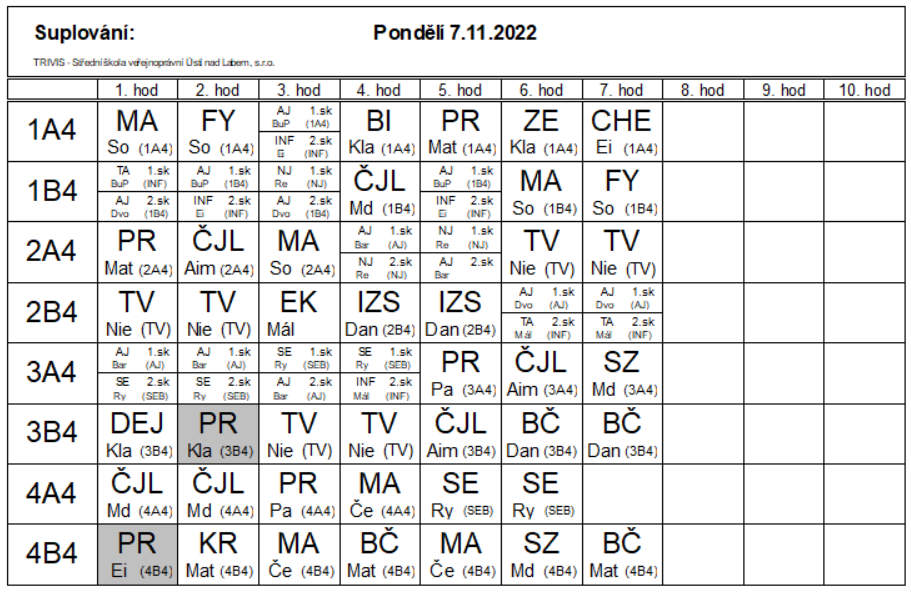 Suplování: Pondělí 7.11.2022
TRIVIS - Střední škola veřejnoprávní Ústí nad Labem, s.r.o.
1. hod 2. hod 3. hod 4. hod 5. hod 6. hod 7. hod 8. hod 9. hod 10. hod
1A4
MA
So (1A4)
FY
So (1A4)
AJ 1.sk
BuP (1A4)
INF 2.sk
Ei (INF)
BI
Kla (1A4)
PR
Mat (1A4)
ZE
Kla (1A4)
CHE
Ei (1A4)
1B4
TA 1.sk
BuP (INF)
AJ 2.sk
Dvo (1B4)
AJ 1.sk
BuP (1B4)
INF 2.sk
Ei (INF)
NJ 1.sk
Re (NJ)
AJ 2.sk
Dvo (1B4)
ČJL
Md (1B4)
AJ 1.sk
BuP (1B4)
INF 2.sk
Ei (INF)
MA
So (1B4)
FY
So (1B4)
2A4
PR
Mat (2A4)
ČJL
Aim (2A4)
MA
So (2A4)
AJ 1.sk
Bar (AJ)
NJ 2.sk
Re (NJ)
NJ 1.sk
Re (NJ)
AJ 2.sk
Bar
TV
Nie (TV)
TV
Nie (TV)
2B4
TV
Nie (TV)
TV
Nie (TV)
EK
Mál
IZS
Dan (2B4)
IZS
Dan (2B4)
AJ 1.sk
Dvo (AJ)
TA 2.sk
Mál (INF)
AJ 1.sk
Dvo (AJ)
TA 2.sk
Mál (INF)
3A4
AJ 1.sk
Bar (AJ)
SE 2.sk
Ry (SEB)
AJ 1.sk
Bar (AJ)
SE 2.sk
Ry (SEB)
SE 1.sk
Ry (SEB)
AJ 2.sk
Bar (AJ)
SE 1.sk
Ry (SEB)
INF 2.sk
Mál (INF)
PR
Pa (3A4)
ČJL
Aim (3A4)
SZ
Md (3A4)
3B4
DEJ
Kla (3B4)
PR
Kla (3B4)
TV
Nie (TV)
TV
Nie (TV)
ČJL
Aim (3B4)
BČ
Dan (3B4)
BČ
Dan (3B4)
4A4
ČJL
Md (4A4)
ČJL
Md (4A4)
PR
Pa (4A4)
MA
Če (4A4)
SE
Ry (SEB)
SE
Ry (SEB)
4B4
PR
Ei (4B4)
KR
Mat (4B4)
MA
Če (4B4)
BČ
Mat (4B4)
MA
Če (4B4)
SZ
Md (4B4)
BČ
Mat (4B4)